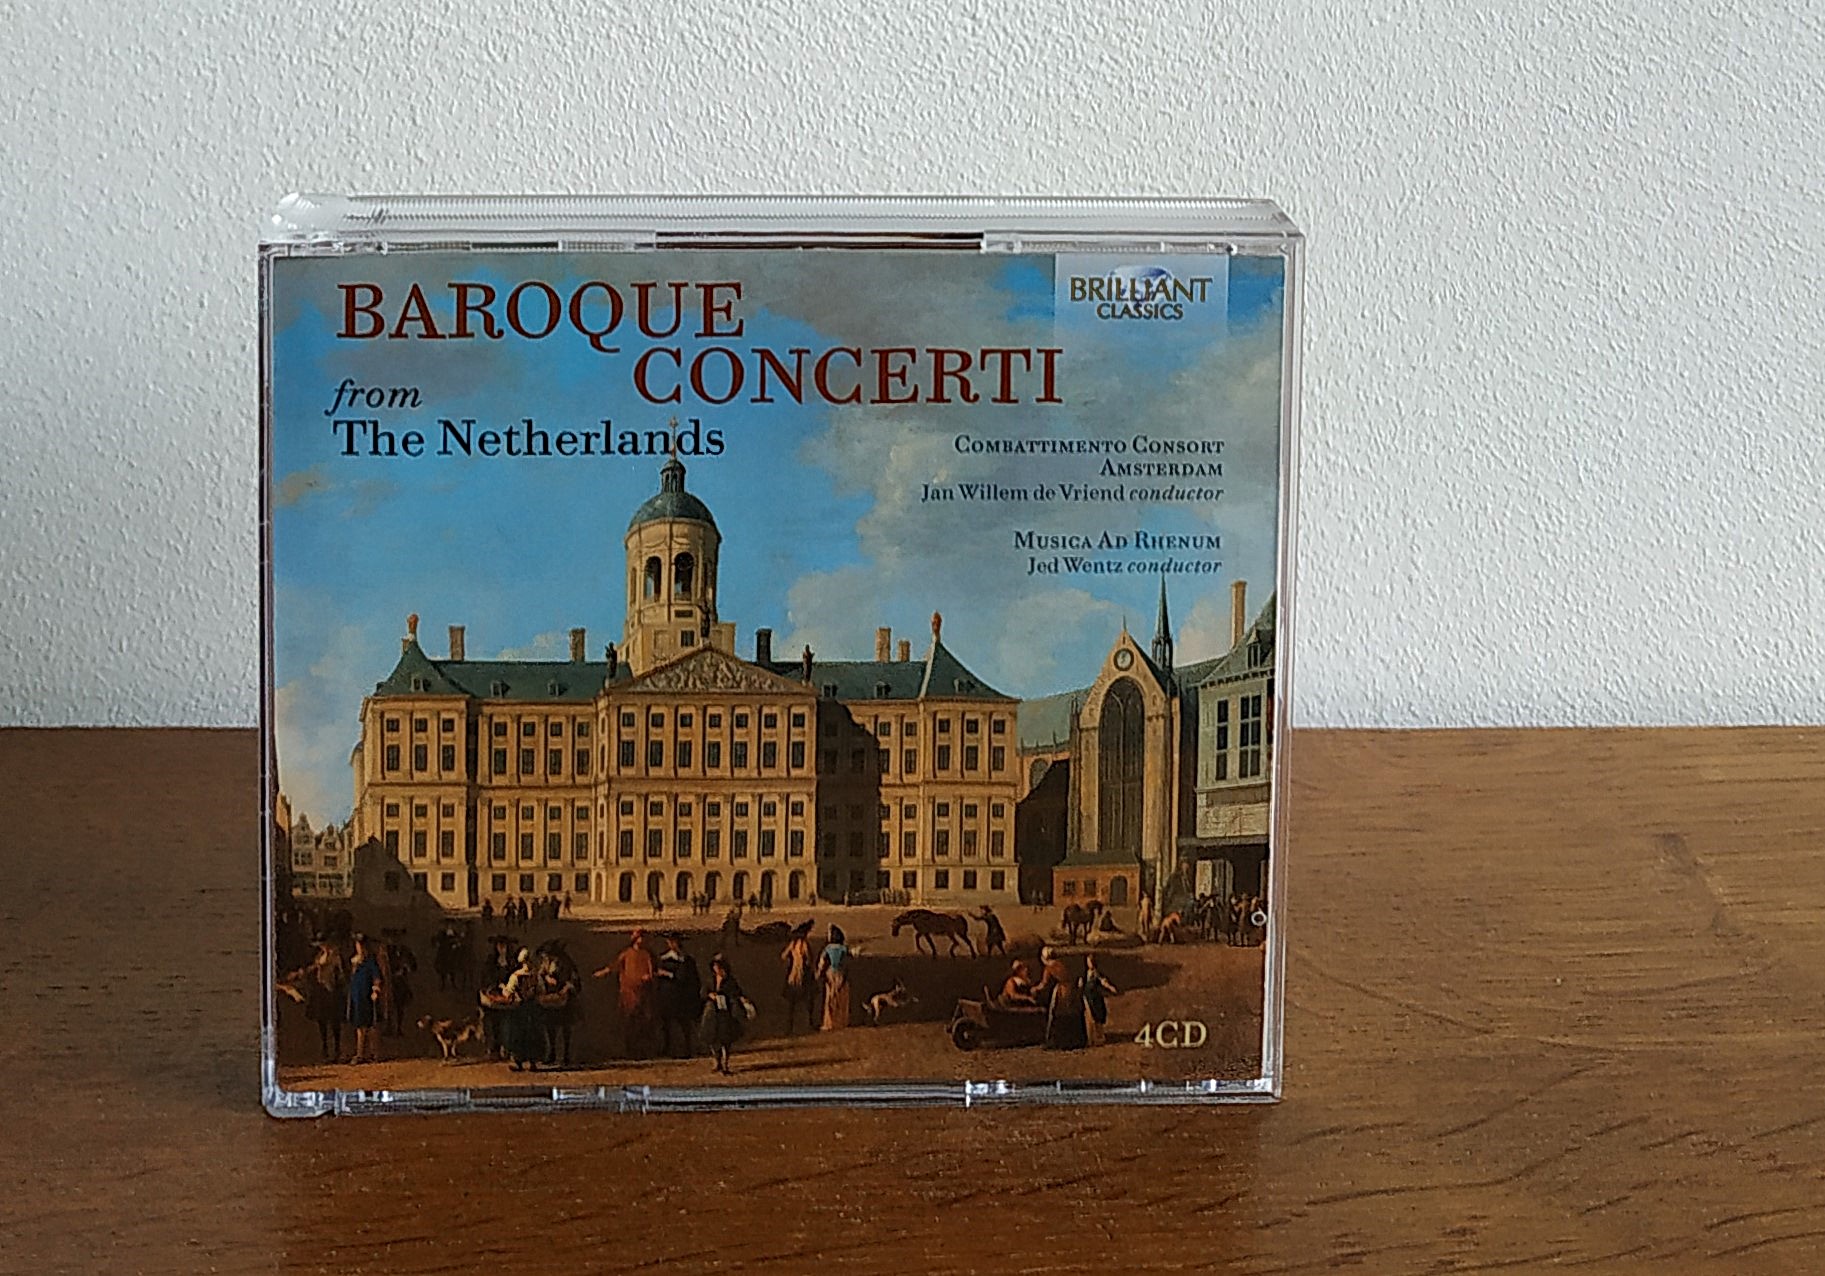 BAROQUE
CONCERTI
from
The Netherlands
BRILLIANT
CLASSICS
COMBATTIMENTO CONSORT
AMSTERDAM
Jan Willem de Vriend conductor
MUSICA AD RHENUM
Jed Wentz conductor
4CD